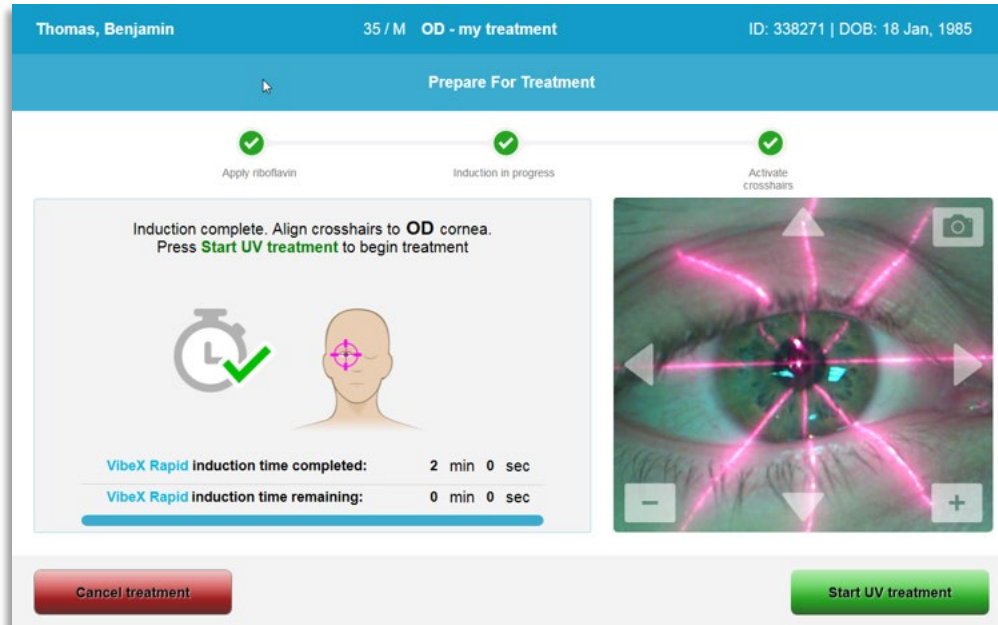 Thomas, Benjamin 35 / M OD - my treatment ID: 338271 | DOB: 18 Jan, 1985
Prepare For Treatment
Apply riboflavin
Induction in progress
Activate
crosshairs
Induction complete. Align crosshairs to OD cornea.
Press Start UV treatment to begin treatment
VibeX Rapid induction time completed: 2 min 0 sec
VibeX Rapid induction time remaining: 0 min 0 sec
Cancel treatment
Start UV treatment